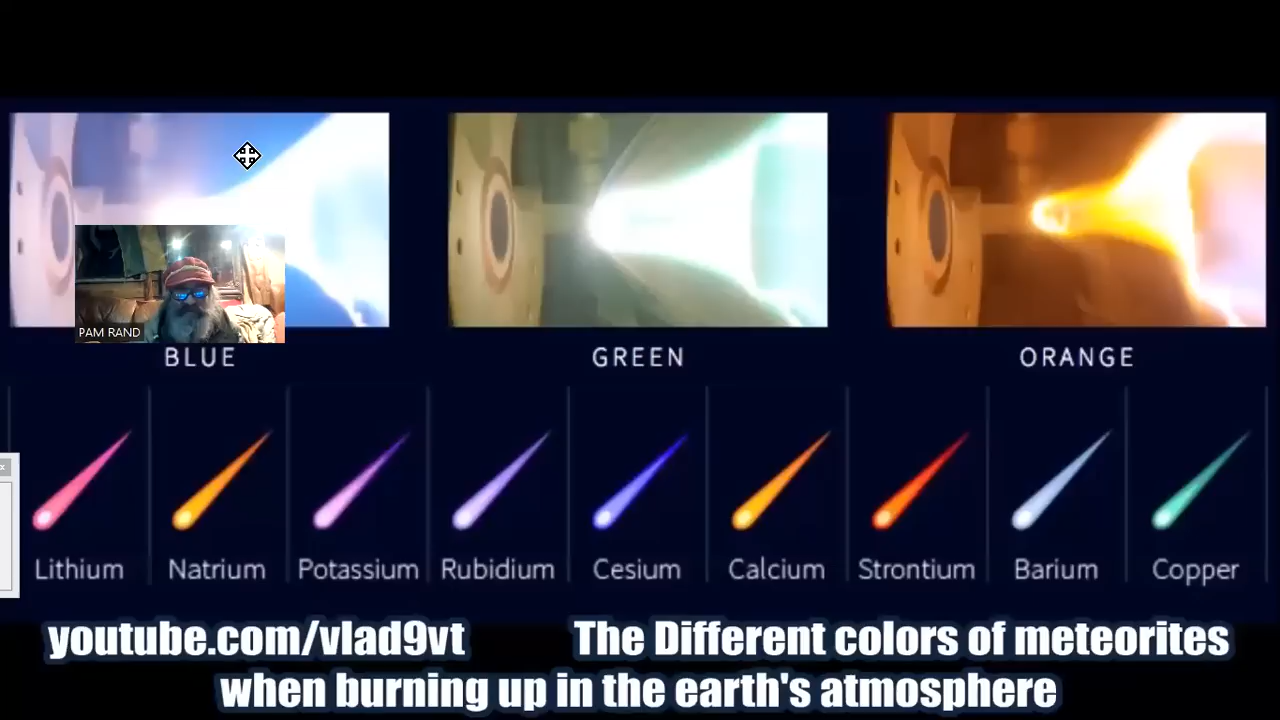 PAM RAND
BLUE
GREEN
ORANGE
Lithium
Natrium
Potassium
Rubidium
Cesium
Calcium
Strontium
Barium
Copper
youtube.com/vlad9vt The Different colors of meteorites
when burning up in the earth's atmosphere